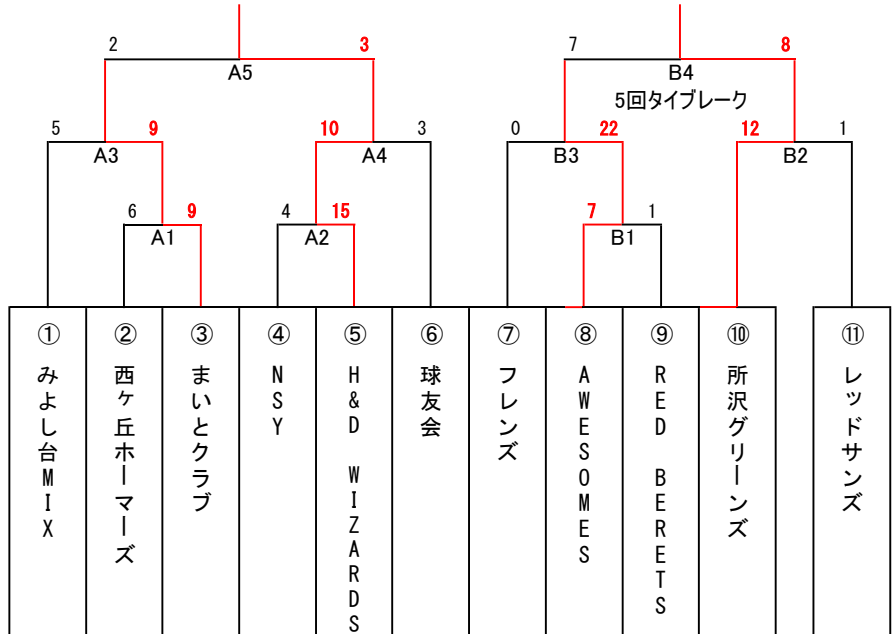 2 3 7 8
A5 B4
5回タイブレーク
5 9 10 3 0 22 12 1
A3 A4 B3 B2
6 9 4 15 7 1
A1 A2 B1
① ② ③ ④ ⑤ ⑥ ⑦ ⑧ ⑨ ⑩ ⑪
みよし台MIX
西ヶ丘ホーマーズ
まいとクラブ
NSY
H&D WIZARDS
球友会
フレンズ
AWESOMES
RED BERETS
所沢グリーンズ
レッドサンズ